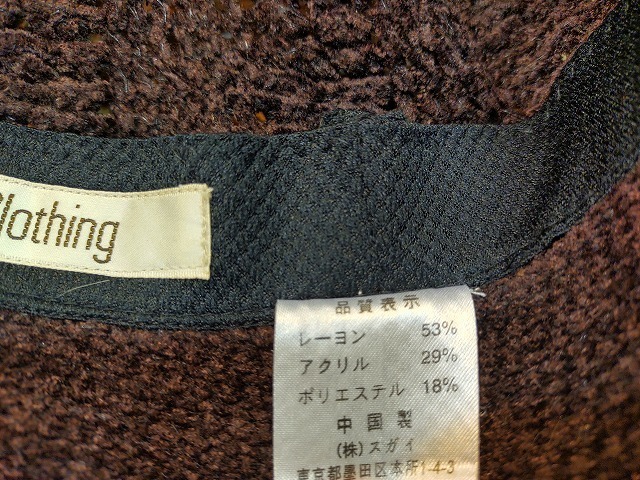 Clothing
品質表示
レーヨン 53%
アクリル 29%
ポリエステル 18%
中国製
(株)スガイ
東京都墨田区本所1-4-3